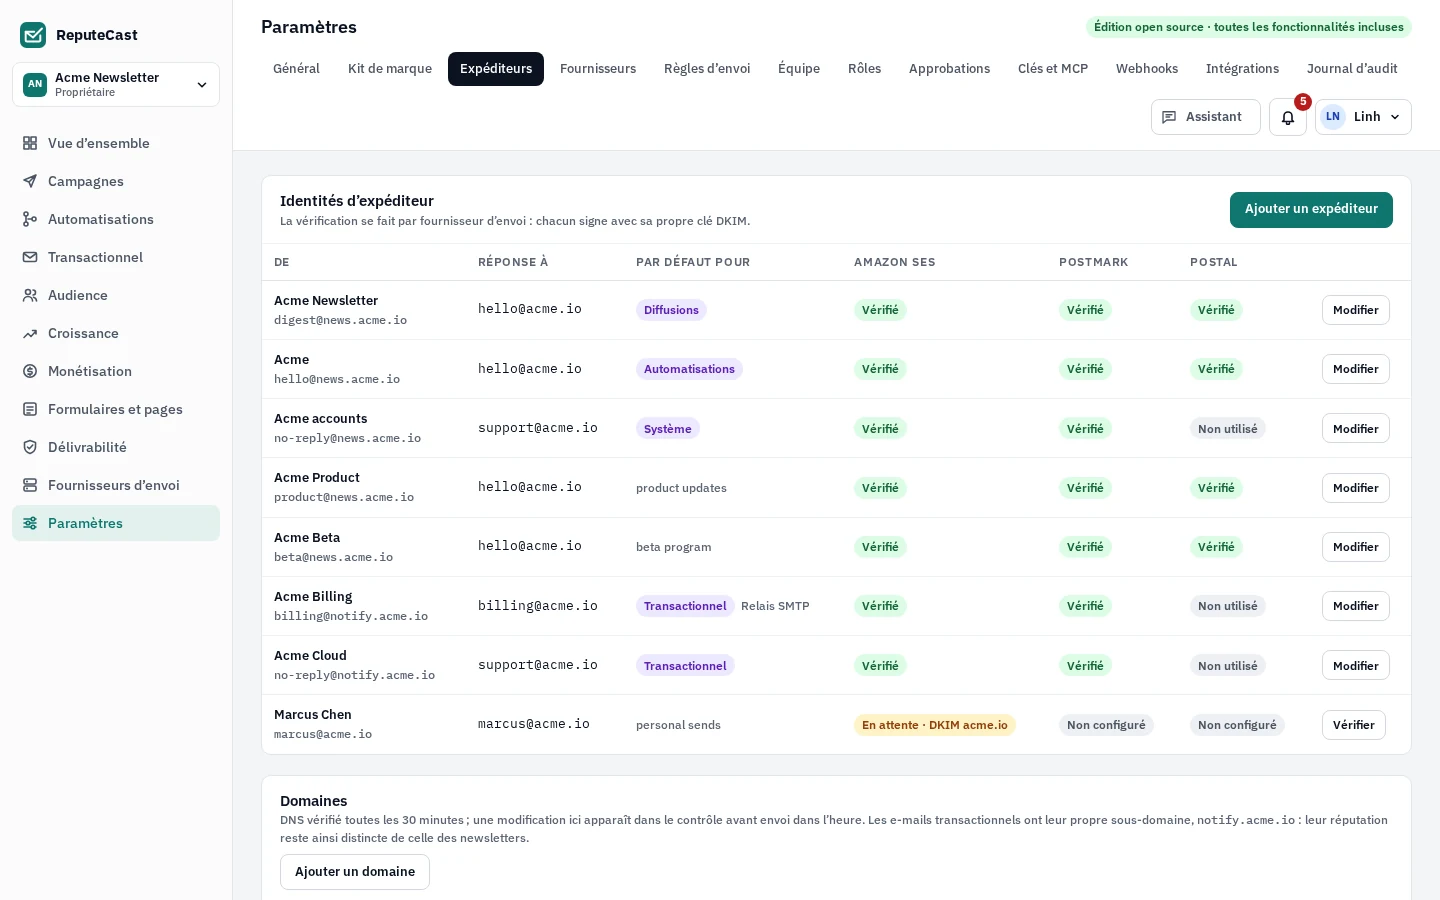 ReputeCast
AN
Acme Newsletter
Propriétaire
Vue d’ensemble
Campagnes
Automatisations
Transactionnel
Audience
Croissance
Monétisation
Formulaires et pages
Délivrabilité
Fournisseurs d’envoi
Paramètres
Paramètres
Édition open source · toutes les fonctionnalités incluses
Général Kit de marque Expéditeurs Fournisseurs Règles d’envoi Équipe Rôles Approbations Clés et MCP Webhooks Intégrations Journal d’audit
Assistant 5 LN Linh
Identités d’expéditeur
La vérification se fait par fournisseur d’envoi : chacun signe avec sa propre clé DKIM.
Ajouter un expéditeur
DE RÉPONSE À PAR DÉFAUT POUR AMAZON SES POSTMARK POSTAL
Acme Newsletter
digest@news.acme.io
hello@acme.io Diffusions Vérifié Vérifié Vérifié Modifier
Acme
hello@news.acme.io
hello@acme.io Automatisations Vérifié Vérifié Vérifié Modifier
Acme accounts
no-reply@news.acme.io
support@acme.io Système Vérifié Vérifié Non utilisé Modifier
Acme Product
product@news.acme.io
hello@acme.io product updates Vérifié Vérifié Vérifié Modifier
Acme Beta
beta@news.acme.io
hello@acme.io beta program Vérifié Vérifié Vérifié Modifier
Acme Billing
billing@notify.acme.io
billing@acme.io Transactionnel Relais SMTP Vérifié Vérifié Non utilisé Modifier
Acme Cloud
no-reply@notify.acme.io
support@acme.io Transactionnel Vérifié Vérifié Non utilisé Modifier
Marcus Chen
marcus@acme.io
marcus@acme.io personal sends En attente · DKIM acme.io Non configuré Non configuré Vérifier
Domaines
DNS vérifié toutes les 30 minutes ; une modification ici apparaît dans le contrôle avant envoi dans l’heure. Les e-mails transactionnels ont leur propre sous-domaine, notify.acme.io : leur réputation
reste ainsi distincte de celle des newsletters.
Ajouter un domaine